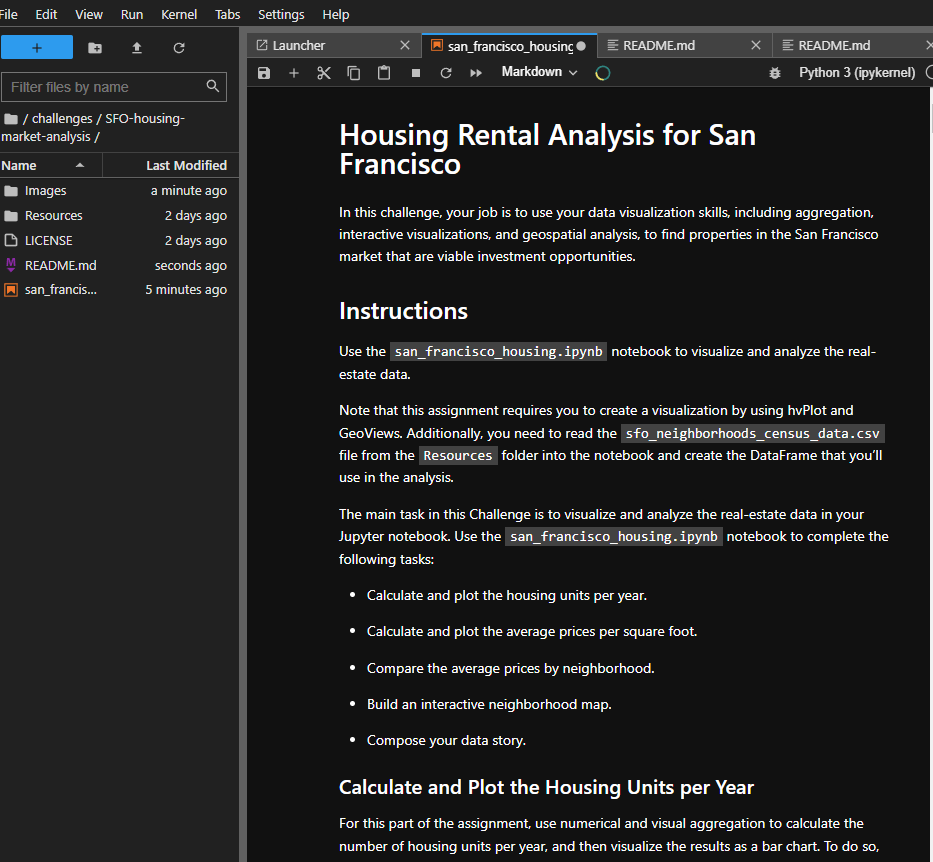 File Edit View Run Kernel Tabs Settings Help
Launcher
san_francisco_housing
README.md
README.md
Markdown
Python 3 (ipykernel)
Filter files by name
/ challenges / SFO-housing-
market-analysis /
Name Last Modified
Images a minute ago
Resources 2 days ago
LICENSE 2 days ago
README.md seconds ago
san_francis... 5 minutes ago
Housing Rental Analysis for San
Francisco
In this challenge, your job is to use your data visualization skills, including aggregation,
interactive visualizations, and geospatial analysis, to find properties in the San Francisco
market that are viable investment opportunities.
Instructions
Use the san_francisco_housing.ipynb notebook to visualize and analyze the real-
estate data.
Note that this assignment requires you to create a visualization by using hvPlot and
GeoViews. Additionally, you need to read the sfo_neighborhoods_census_data.csv
file from the Resources folder into the notebook and create the DataFrame that you’ll
use in the analysis.
The main task in this Challenge is to visualize and analyze the real-estate data in your
Jupyter notebook. Use the san_francisco_housing.ipynb notebook to complete the
following tasks:
• Calculate and plot the housing units per year.
• Calculate and plot the average prices per square foot.
• Compare the average prices by neighborhood.
• Build an interactive neighborhood map.
• Compose your data story.
Calculate and Plot the Housing Units per Year
For this part of the assignment, use numerical and visual aggregation to calculate the
number of housing units per year, and then visualize the results as a bar chart. To do so,